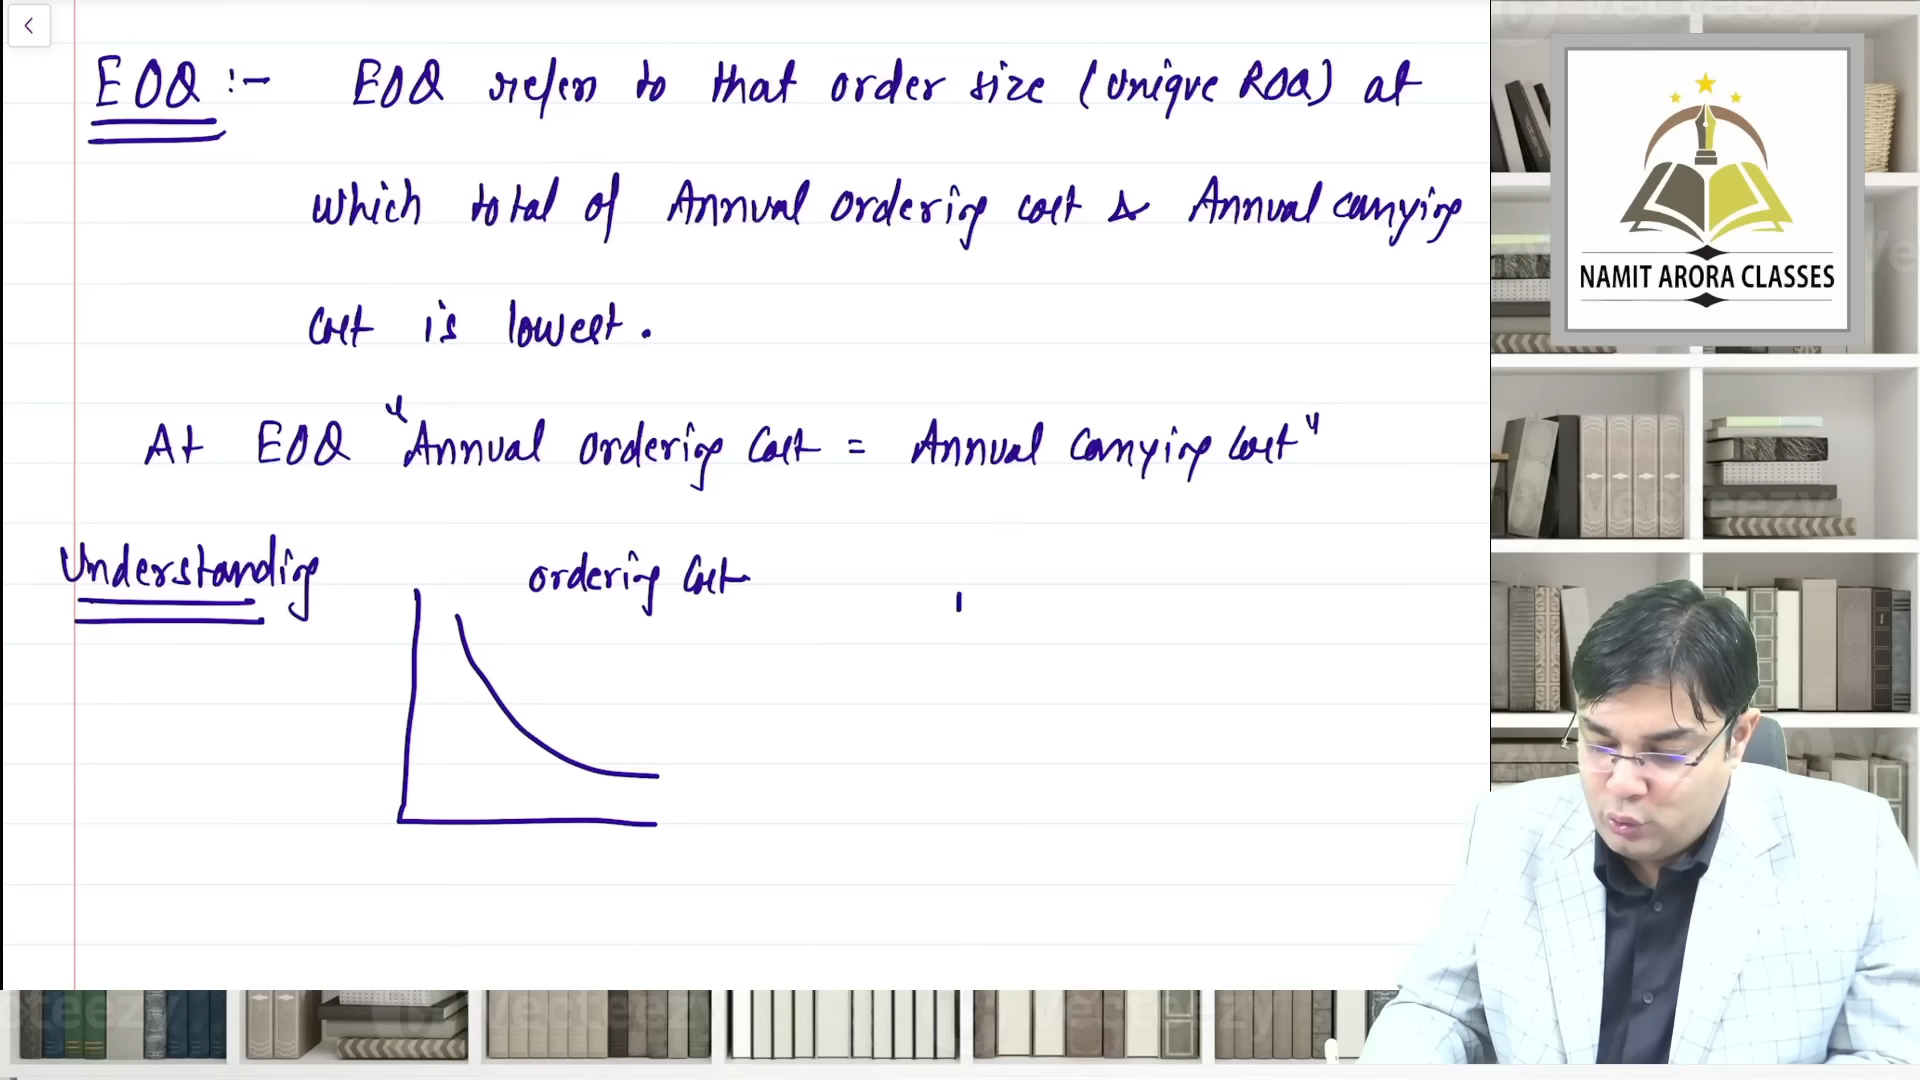 EOQ :- EOQ refers to that order size (Unique ROQ) at
which total of Annual ordering cost & Annual carrying
cost is lowest.
At EOQ "Annual ordering Cost = Annual Carrying Cost"
Understanding
ordering Cost
NAMIT ARORA CLASSES
vecteezy